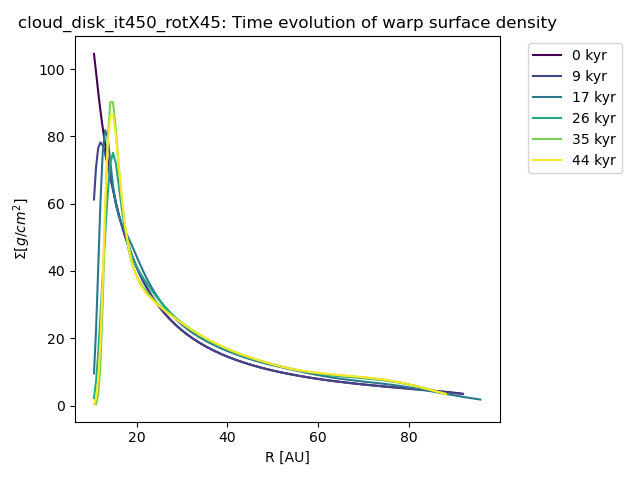 cloud_disk_it450_rotX45: Time evolution of warp surface density
0 kyr
9 kyr
17 kyr
26 kyr
35 kyr
44 kyr
Σ[g/cm²]
100
80
60
40
20
0
20 40 60 80
R [AU]